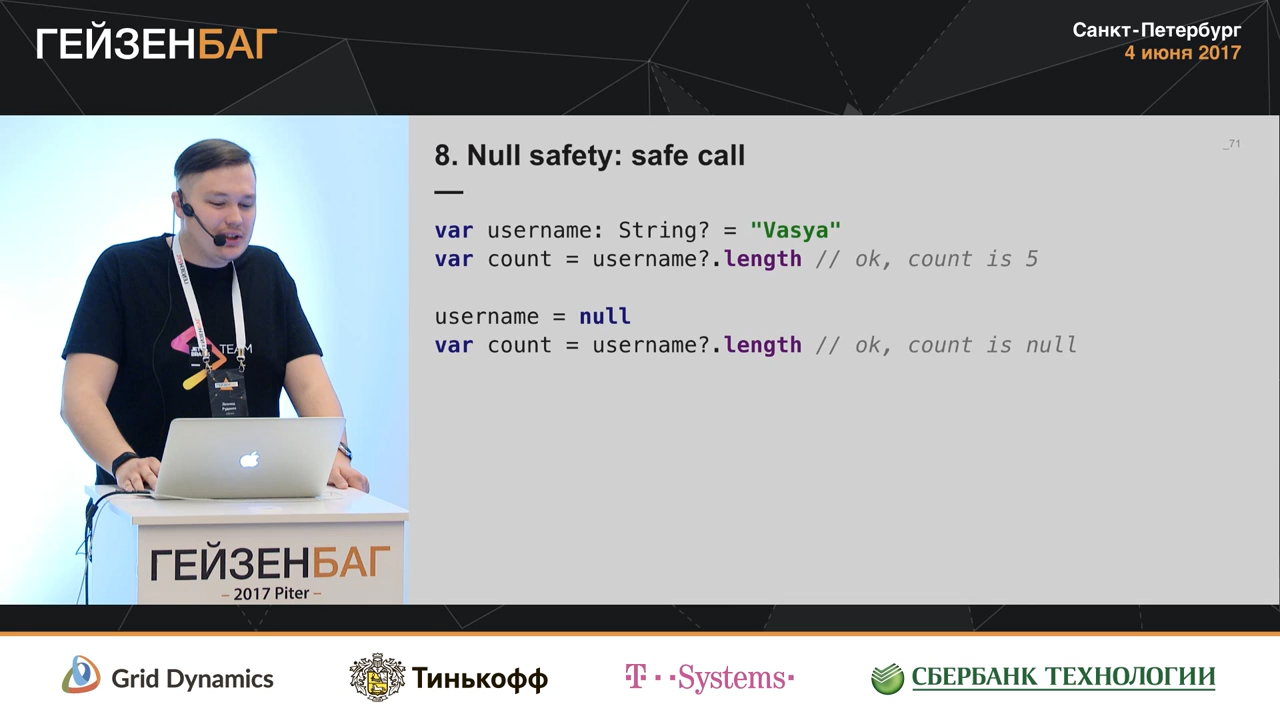 ГЕЙЗЕНБАГ
Санкт-Петербург
4 июня 2017
8. Null safety: safe call
_71
var username: String? = "Vasya"
var count = username?.length // ok, count is 5
username = null
var count = username?.length // ok, count is null
TEAM
ГЕЙЗЕНБАГ
– 2017 Piter –
Grid Dynamics
Тинькофф
T··Systems·
СБЕРБАНК ТЕХНОЛОГИИ